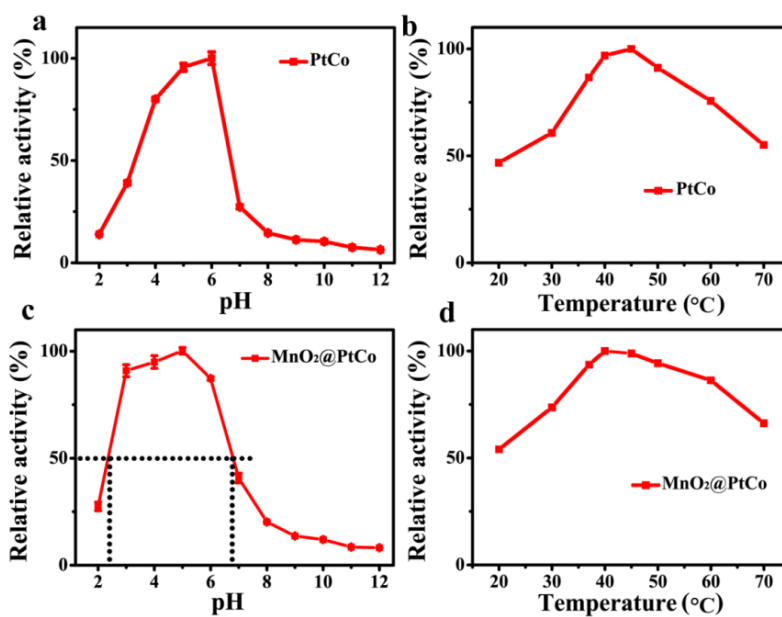 a
Relative activity (%)
100
50
0
PtCo
2 4 6 8 10 12
pH
b
Relative activity (%)
100
50
0
PtCo
20 30 40 50 60 70
Temperature (°C)
c
Relative activity (%)
100
50
0
MnO₂@PtCo
2 4 6 8 10 12
pH
d
Relative activity (%)
100
50
0
MnO₂@PtCo
20 30 40 50 60 70
Temperature (°C)